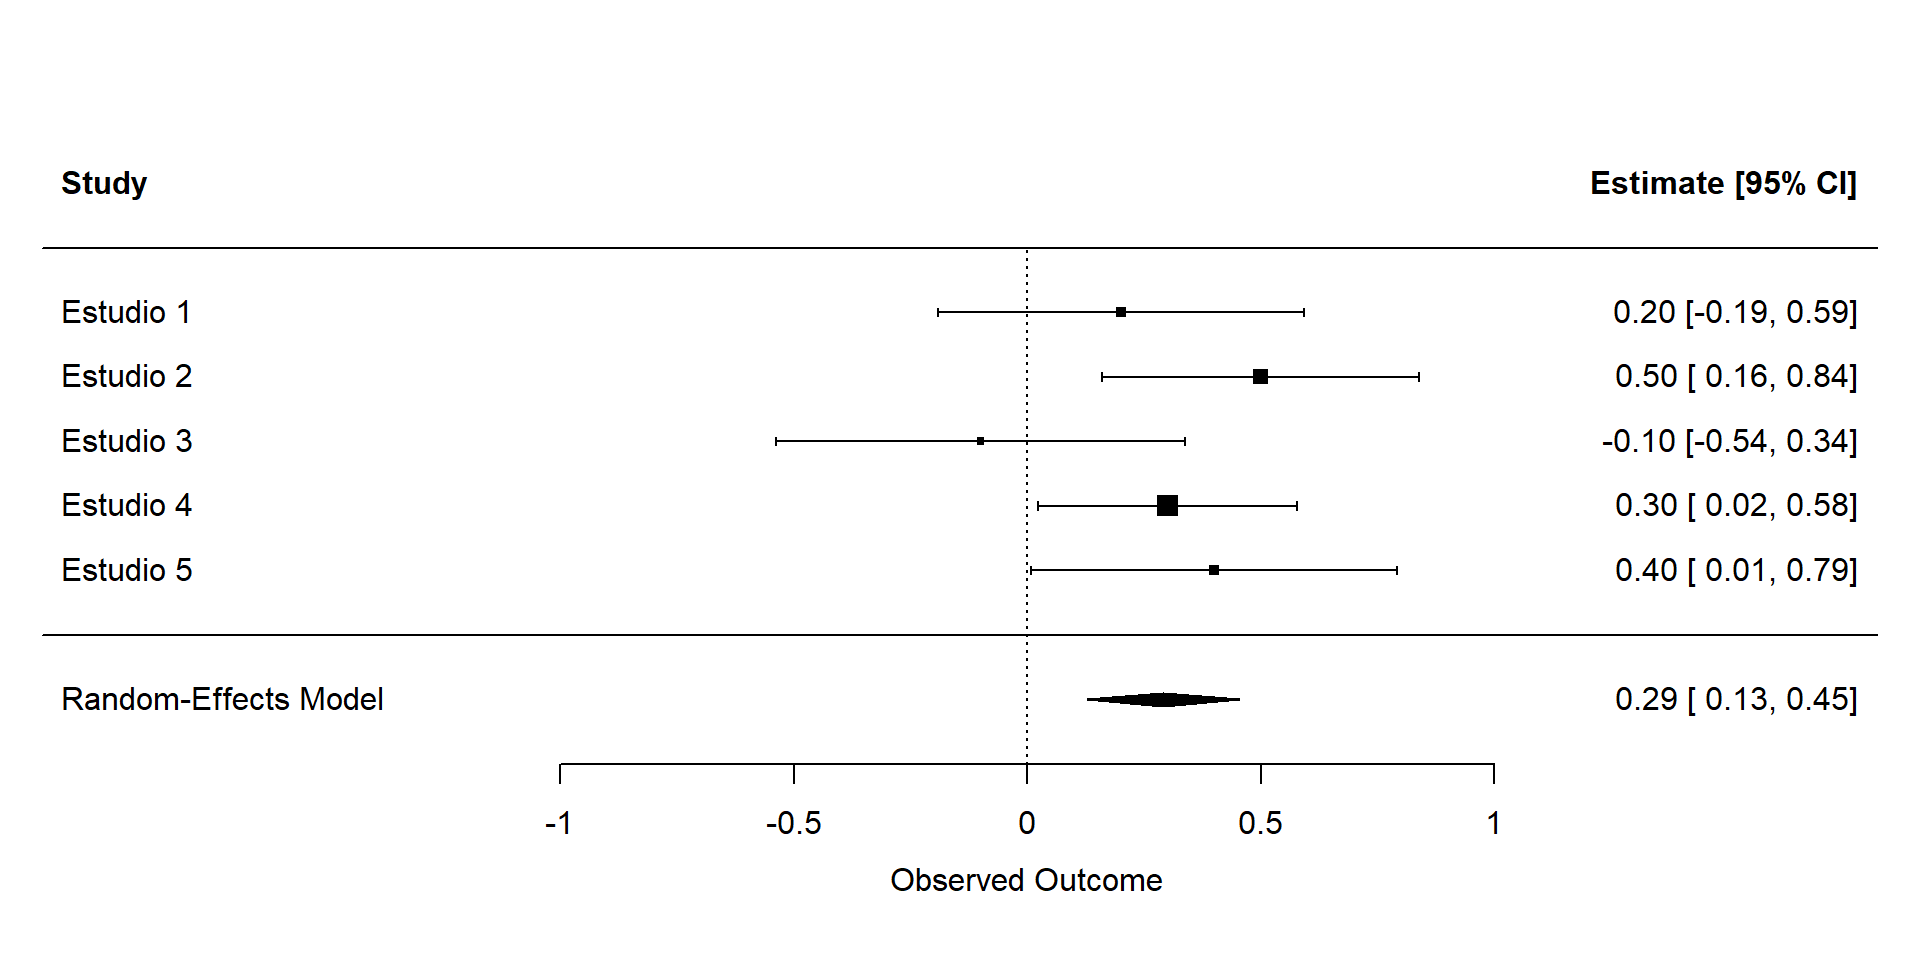 Study Estimate [95% CI]
Estudio 1 0.20 [-0.19, 0.59]
Estudio 2 0.50 [ 0.16, 0.84]
Estudio 3 -0.10 [-0.54, 0.34]
Estudio 4 0.30 [ 0.02, 0.58]
Estudio 5 0.40 [ 0.01, 0.79]
Random-Effects Model 0.29 [ 0.13, 0.45]
-1 -0.5 0 0.5 1
Observed Outcome